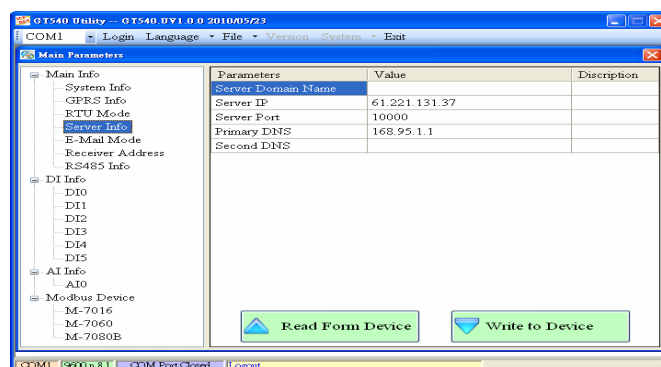 GT540 Utility -- GT540.UV1.0.0 2010/05/23
COM1 Login Language File Version System Exit
Main Parameters
Main Info
System Info
GPRS Info
RTU Mode
Server Info
E-Mail Mode
Receiver Address
RS485 Info
DI Info
DI0
DI1
DI2
DI3
DI4
DI5
AI Info
AI0
Modbus Device
M-7016
M-7060
M-7080B
Parameters Value Discription
Server Domain Name
Server IP 61.221.131.37
Server Port 10000
Primary DNS 168.95.1.1
Second DNS
Read Form Device Write to Device
COM1 9600,n,8,1 COM Port Closed Logout